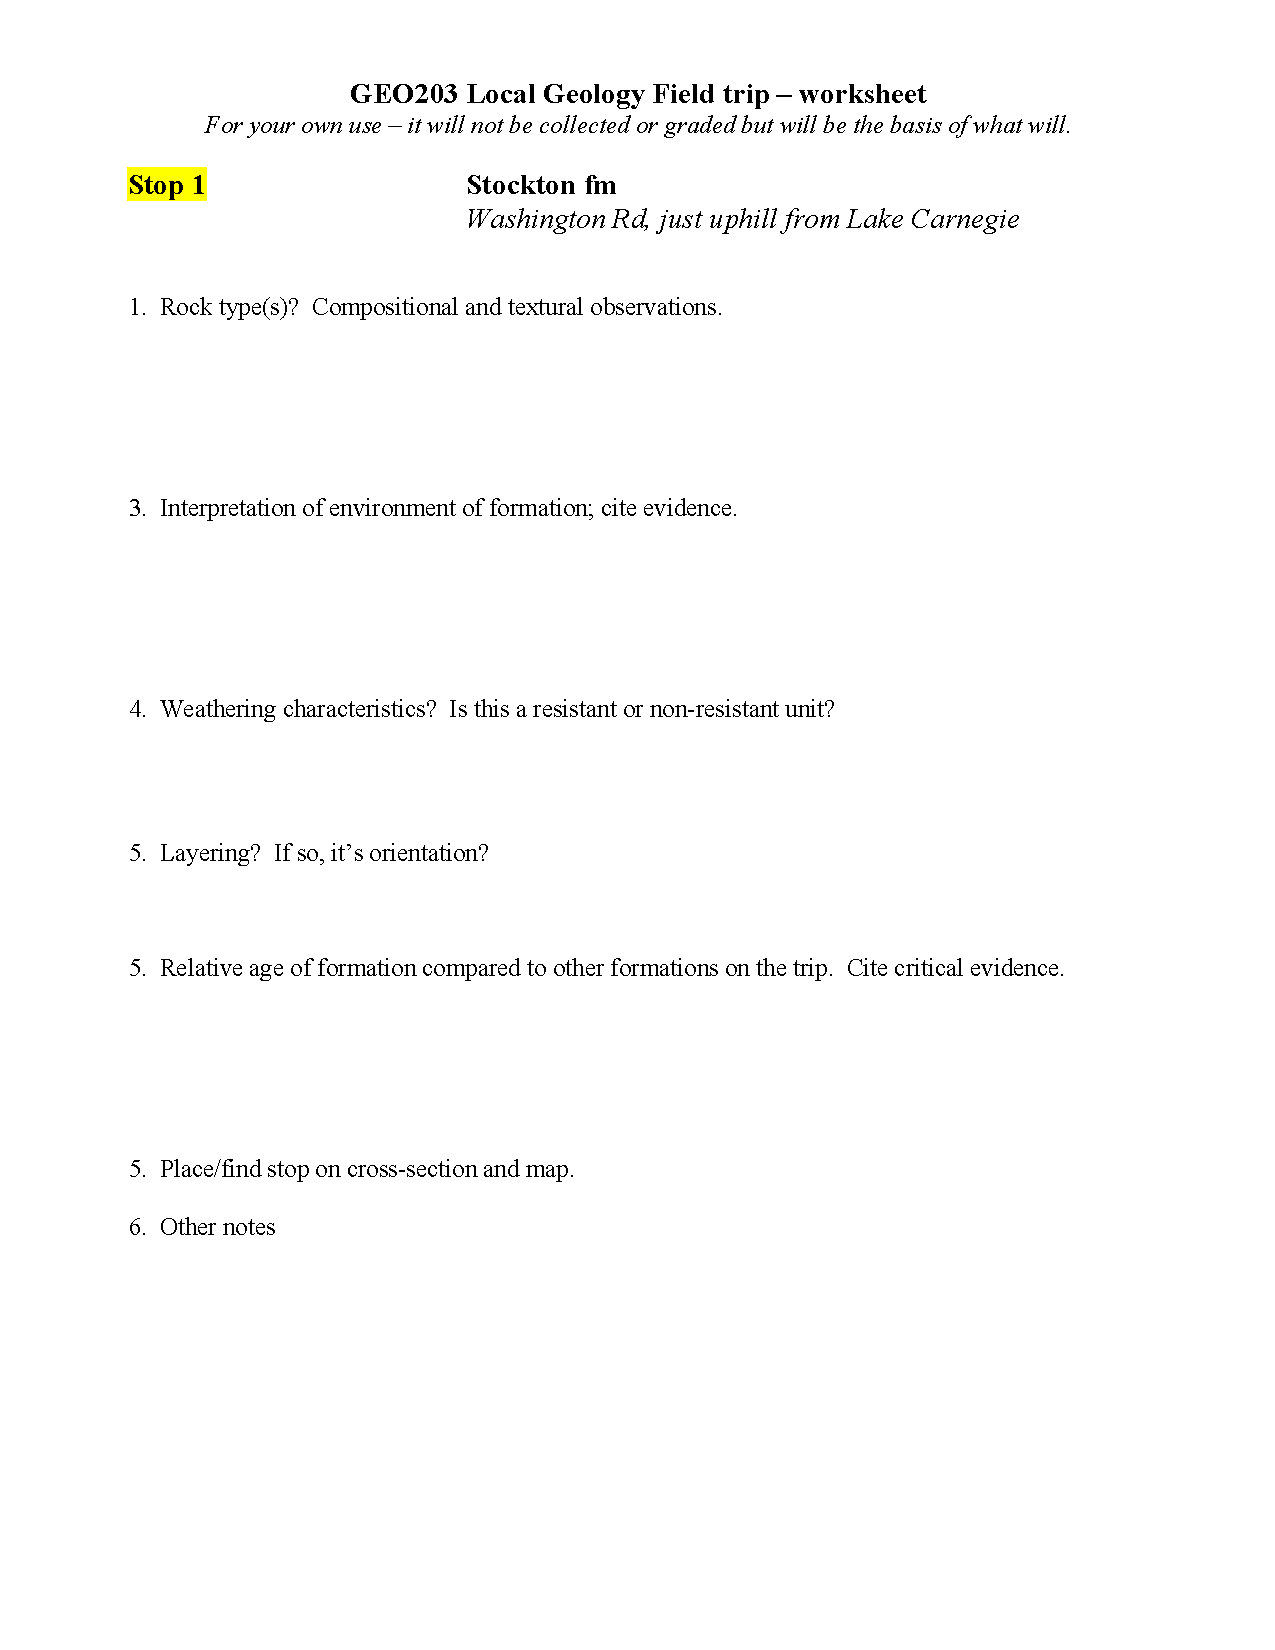 GEO203 Local Geology Field trip – worksheet
For your own use – it will not be collected or graded but will be the basis of what will.
Stop 1 Stockton fm
Washington Rd, just uphill from Lake Carnegie
1. Rock type(s)? Compositional and textural observations.
3. Interpretation of environment of formation; cite evidence.
4. Weathering characteristics? Is this a resistant or non-resistant unit?
5. Layering? If so, it’s orientation?
5. Relative age of formation compared to other formations on the trip. Cite critical evidence.
5. Place/find stop on cross-section and map.
6. Other notes